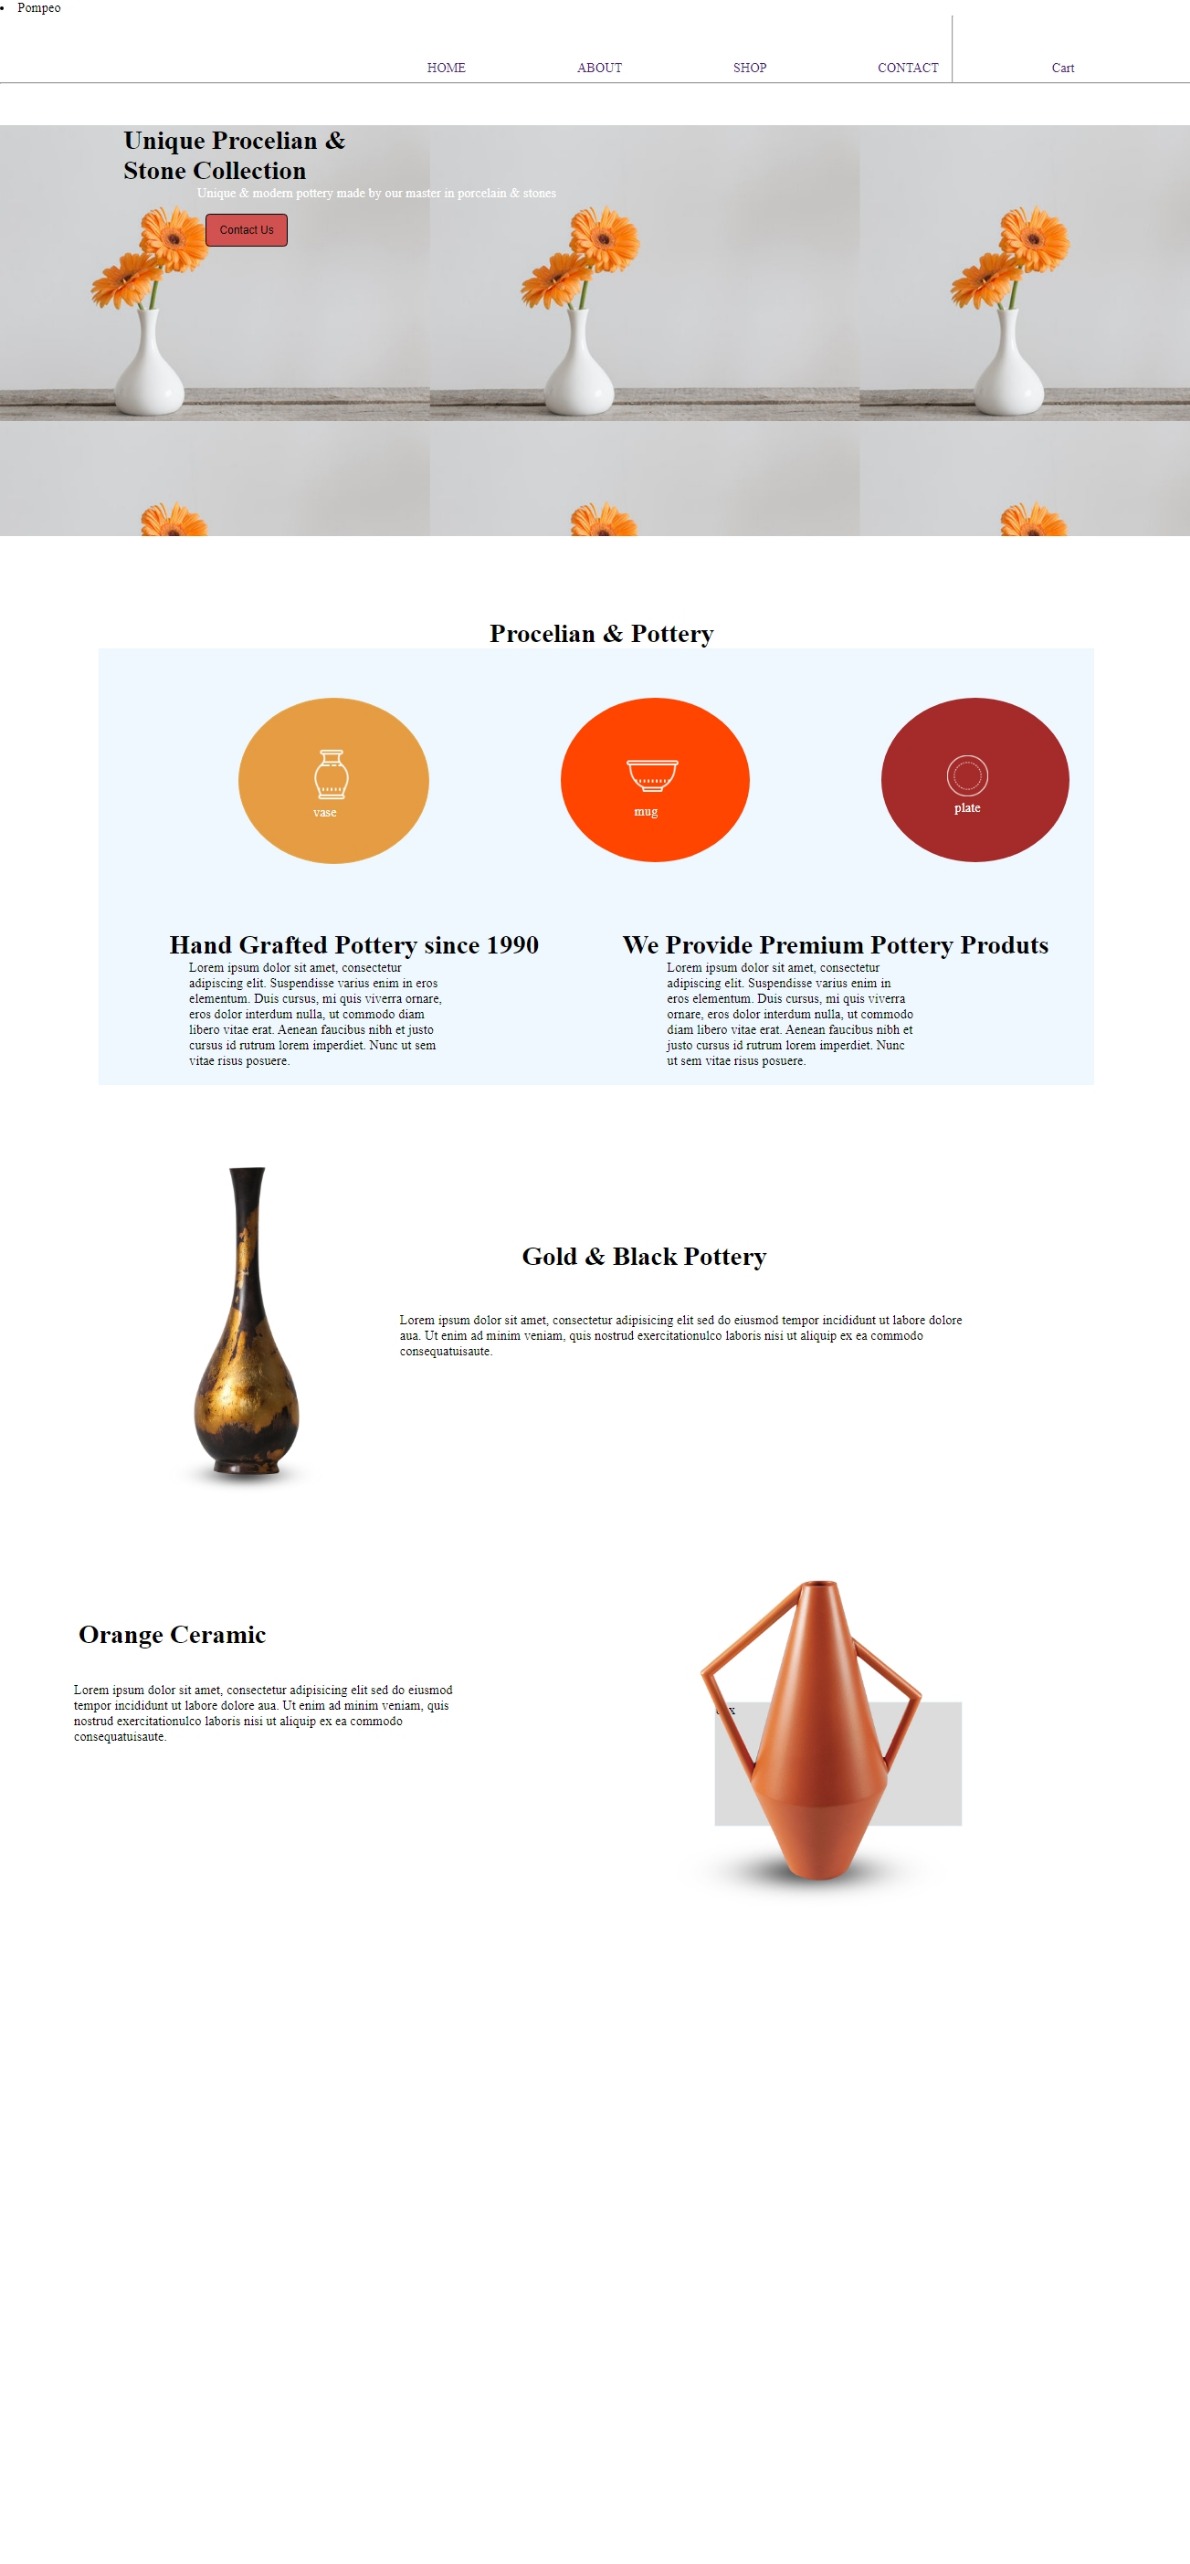 Pompeo
HOME ABOUT SHOP CONTACT Cart
Unique Procelian &
Stone Collection
Unique & modern pottery made by our master in porcelain & stones
Contact Us
Procelian & Pottery
vase
mug
plate
Hand Grafted Pottery since 1990
Lorem ipsum dolor sit amet, consectetur
adipiscing elit. Suspendisse varius enim in eros
elementum. Duis cursus, mi quis viverra ornare,
eros dolor interdum nulla, ut commodo diam
libero vitae erat. Aenean faucibus nibh et justo
cursus id rutrum lorem imperdiet. Nunc ut sem
vitae risus posuere.
We Provide Premium Pottery Produts
Lorem ipsum dolor sit amet, consectetur
adipiscing elit. Suspendisse varius enim in
eros elementum. Duis cursus, mi quis viverra
ornare, eros dolor interdum nulla, ut commodo
diam libero vitae erat. Aenean faucibus nibh et
justo cursus id rutrum lorem imperdiet. Nunc
ut sem vitae risus posuere.
Gold & Black Pottery
Lorem ipsum dolor sit amet, consectetur adipisicing elit sed do eiusmod tempor incididunt ut labore dolore
aua. Ut enim ad minim veniam, quis nostrud exercitationulco laboris nisi ut aliquip ex ea commodo
consequatuisaute.
Orange Ceramic
Lorem ipsum dolor sit amet, consectetur adipisicing elit sed do eiusmod
tempor incididunt ut labore dolore aua. Ut enim ad minim veniam, quis
nostrud exercitationulco laboris nisi ut aliquip ex ea commodo
consequatuisaute.